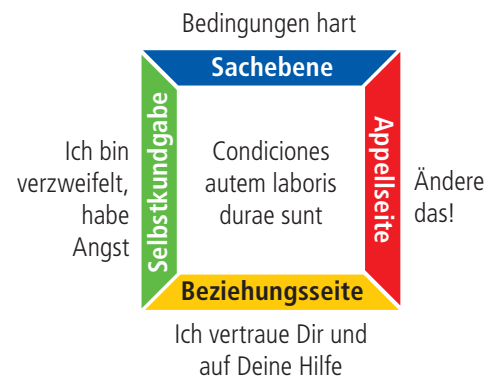 Bedingungen hart
Sachebene
Selbstkundgabe
Ich bin
verzweifelt,
habe
Angst
Condiciones
autem laboris
durae sunt
Appellseite
Ändere
das!
Beziehungsseite
Ich vertraue Dir und
auf Deine Hilfe